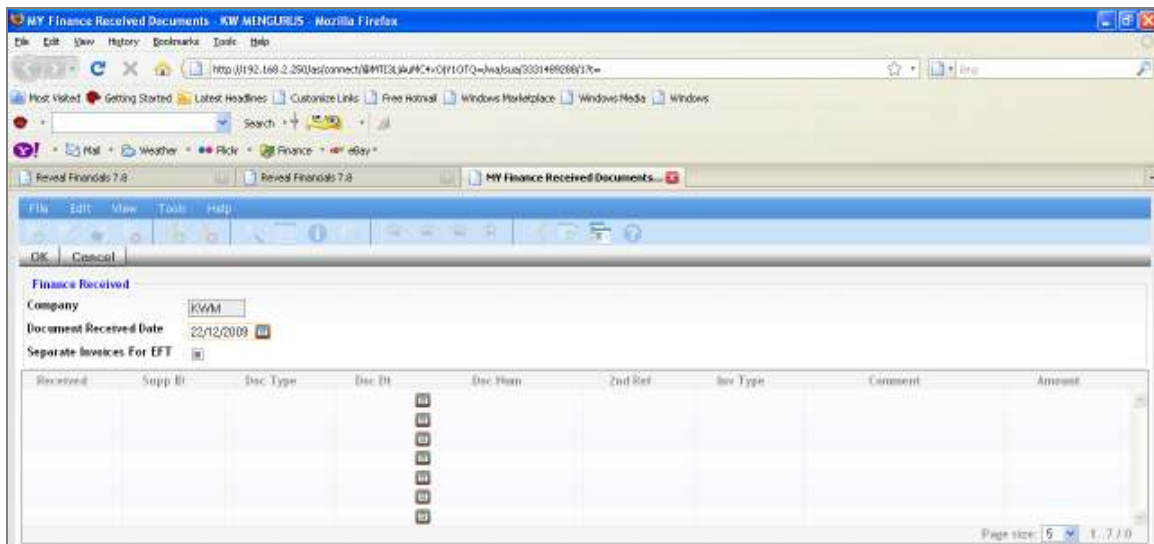 MY Finance Received Documents - KW MENGURUS - Mozilla Firefox
File Edit View History Bookmarks Tools Help
Most Visited Getting Started Latest Headlines Customize Links Free Hotmail Windows Marketplace Windows Media Windows
Search
Mail Weather Flickr Finance eBay
Reveal Financials 7.8 Reveal Financials 7.8 MY Finance Received Documents...
File Edit View Tools Help
OK Cancel
Finance Received
Company KWM
Document Received Date 22/12/2009
Separate Invoices For EFT
Received Supp ID Doc Type Doc Dt Doc Num 2nd Ref Inv Type Comment Amount
Page size: 6 1..7 / 0